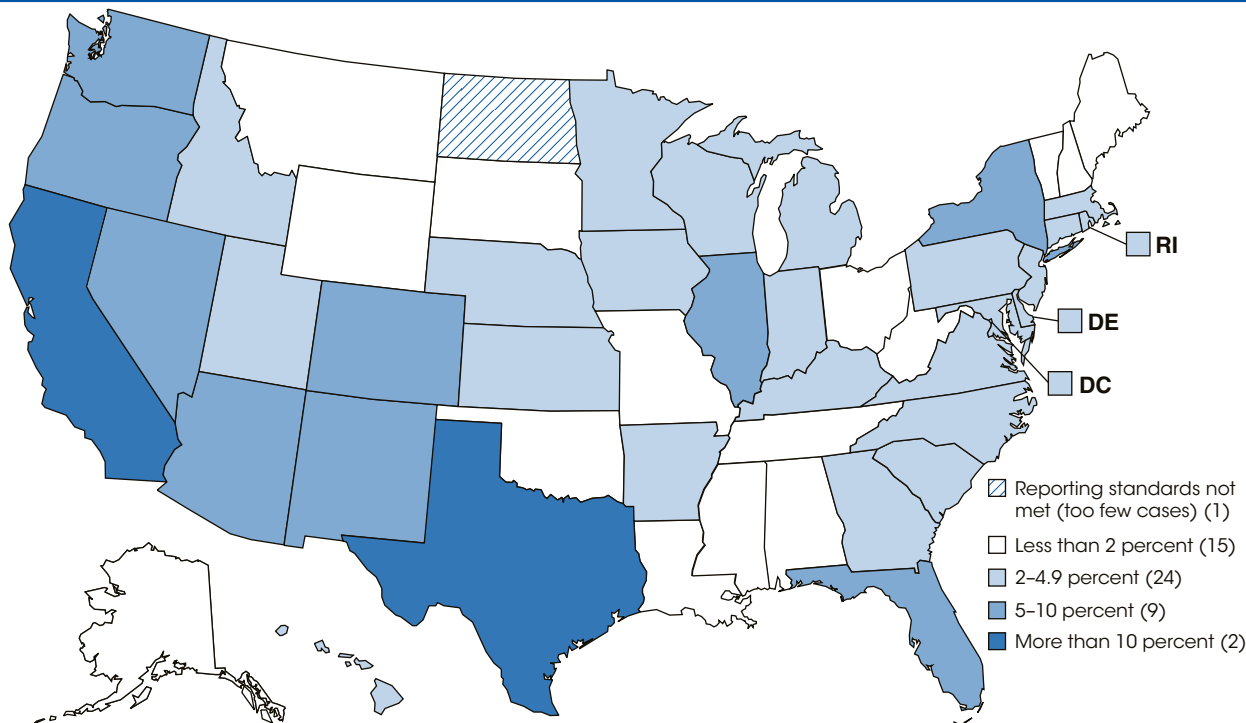 RI
DE
DC
Reporting standards not
met (too few cases) (1)
Less than 2 percent (15)
2–4.9 percent (24)
5–10 percent (9)
More than 10 percent (2)